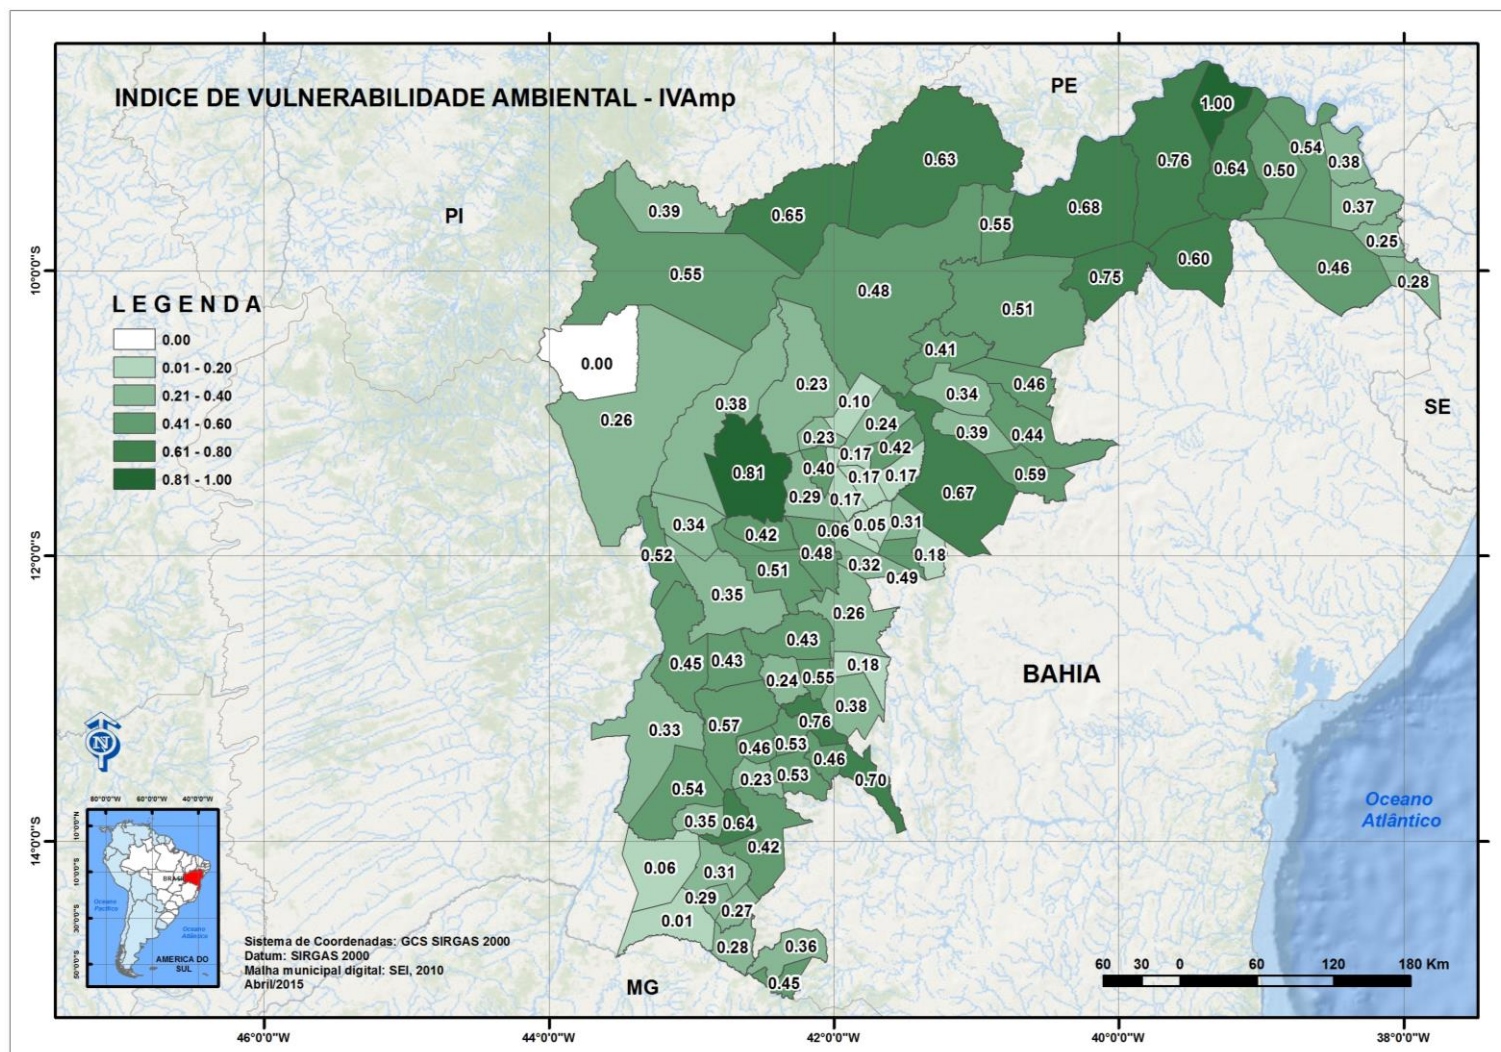 INDICE DE VULNERABILIDADE AMBIENTAL - IVAmp
PE
PI
SE
BAHIA
MG
Oceano
Atlântico
LEGENDA
0.00
0.01 - 0.20
0.21 - 0.40
0.41 - 0.60
0.61 - 0.80
0.81 - 1.00
1.00
0.63
0.76
0.64
0.54
0.50
0.38
0.39
0.65
0.55
0.68
0.37
0.25
0.55
0.48
0.51
0.75
0.60
0.46
0.28
0.00
0.41
0.26
0.38
0.23
0.10
0.34
0.46
0.23
0.24
0.39
0.44
0.81
0.40
0.17
0.42
0.17
0.17
0.59
0.29
0.17
0.67
0.34
0.42
0.06
0.05
0.31
0.52
0.51
0.48
0.32
0.18
0.49
0.35
0.26
0.43
0.45
0.43
0.24
0.55
0.18
0.38
0.33
0.57
0.76
0.46
0.53
0.46
0.54
0.23
0.53
0.70
0.35
0.64
0.42
0.06
0.31
0.29
0.27
0.01
0.28
0.36
0.45
10°0'0"S
12°0'0"S
14°0'0"S
46°0'0"W
44°0'0"W
42°0'0"W
40°0'0"W
38°0'0"W
N
80°0'0"W
60°0'0"W
40°0'0"W
Oceano
Pacífico
Oceano
Atlântico
AMERICA DO
SUL
Sistema de Coordenadas: GCS SIRGAS 2000
Datum: SIRGAS 2000
Malha municipal digital: SEI, 2010
Abril/2015
60 30 0 60 120 180 Km